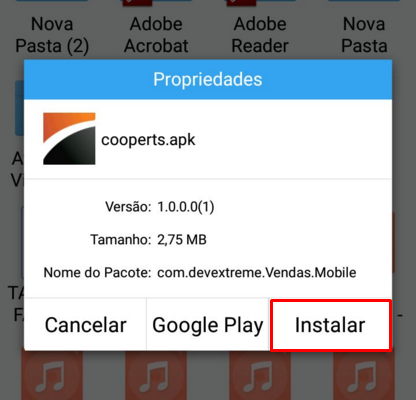 Nova Adobe Adobe Nova
Pasta (2) Acrobat Reader Pasta
Propriedades
cooperts.apk
Versão: 1.0.0.0(1)
Tamanho: 2,75 MB
Nome do Pacote: com.devextreme.Vendas.Mobile
Cancelar Google Play Instalar